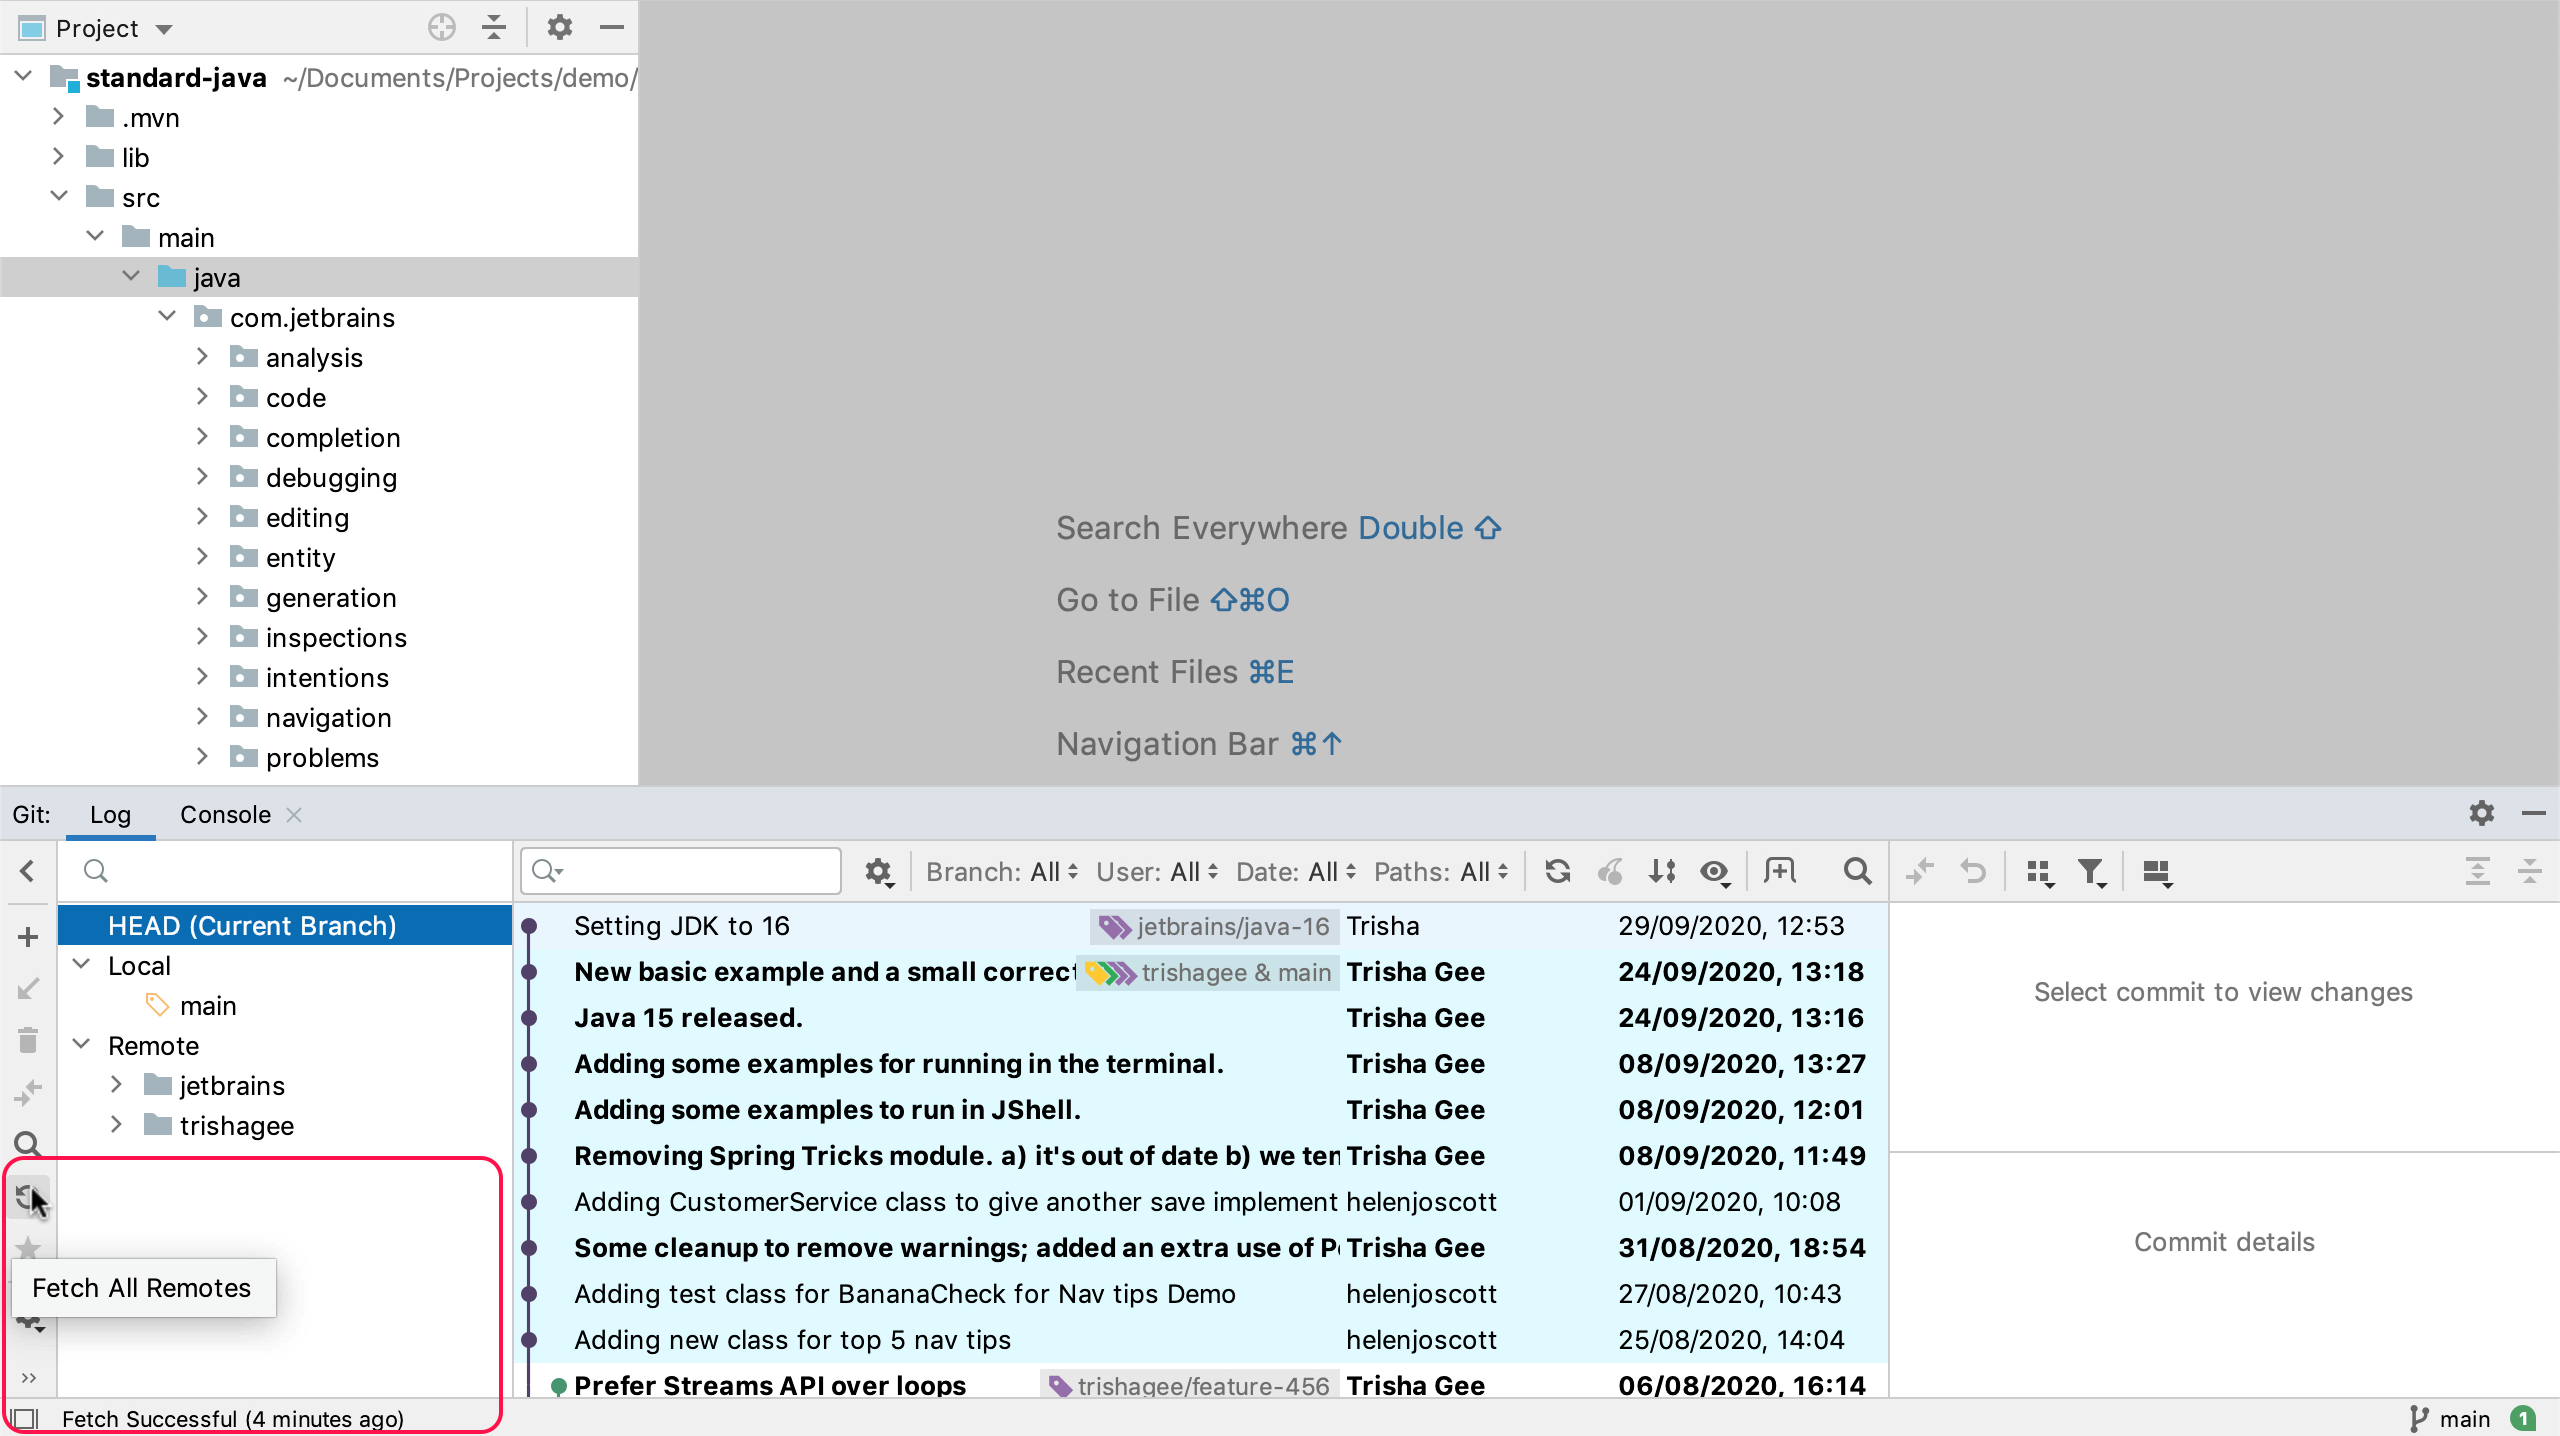 Project
standard-java ~/Documents/Projects/demo/
.mvn
lib
src
main
java
com.jetbrains
analysis
code
completion
debugging
editing
entity
generation
inspections
intentions
navigation
problems
Search Everywhere Double ⇧
Go to File ⇧⌘O
Recent Files ⌘E
Navigation Bar ⌘↑
Git: Log Console
Branch: All User: All Date: All Paths: All
HEAD (Current Branch)
Local
main
Remote
jetbrains
trishagee
Fetch All Remotes
Setting JDK to 16 jetbrains/java-16 Trisha 29/09/2020, 12:53
New basic example and a small correct trishagee & main Trisha Gee 24/09/2020, 13:18
Java 15 released. Trisha Gee 24/09/2020, 13:16
Adding some examples for running in the terminal. Trisha Gee 08/09/2020, 13:27
Adding some examples to run in JShell. Trisha Gee 08/09/2020, 12:01
Removing Spring Tricks module. a) it's out of date b) we ten Trisha Gee 08/09/2020, 11:49
Adding CustomerService class to give another save implement helenjoscott 01/09/2020, 10:08
Some cleanup to remove warnings; added an extra use of P Trisha Gee 31/08/2020, 18:54
Adding test class for BananaCheck for Nav tips Demo helenjoscott 27/08/2020, 10:43
Adding new class for top 5 nav tips helenjoscott 25/08/2020, 14:04
Prefer Streams API over loops trishagee/feature-456 Trisha Gee 06/08/2020, 16:14
Select commit to view changes
Commit details
Fetch Successful (4 minutes ago)
main 1